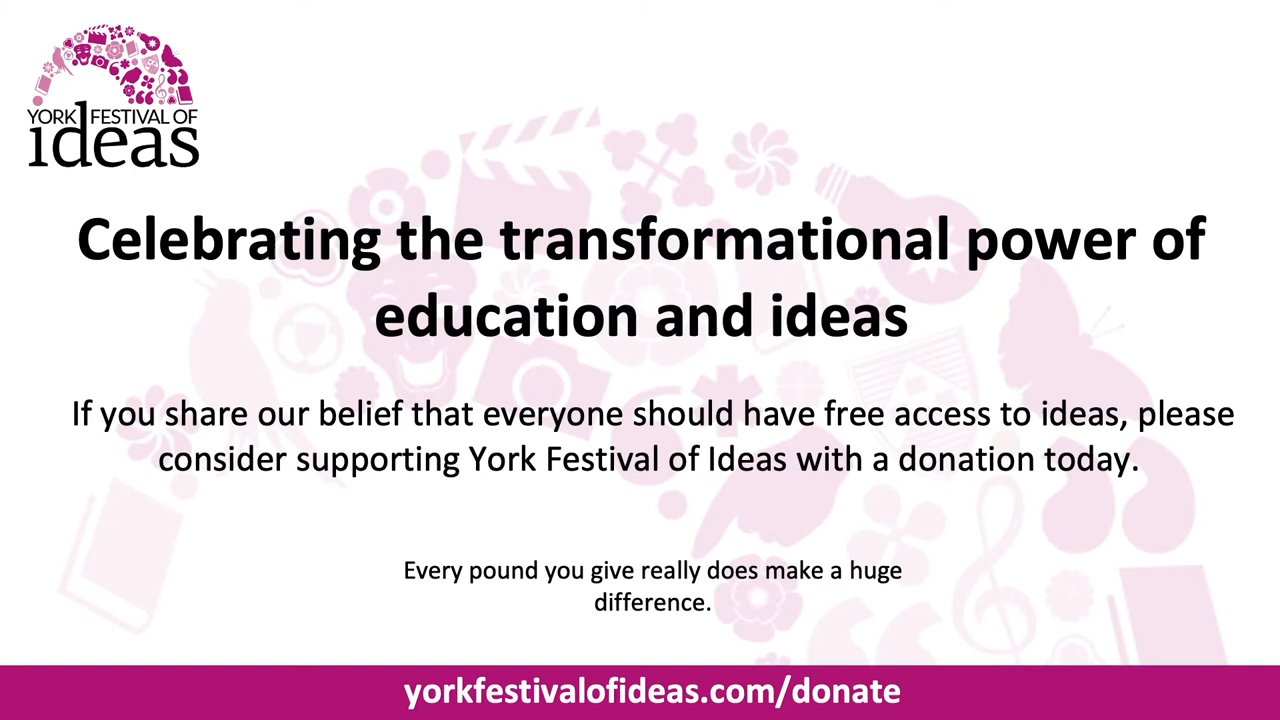 YORK FESTIVAL OF
ideas
Celebrating the transformational power of
education and ideas
If you share our belief that everyone should have free access to ideas, please
consider supporting York Festival of Ideas with a donation today.
Every pound you give really does make a huge
difference.
yorkfestivalofideas.com/donate